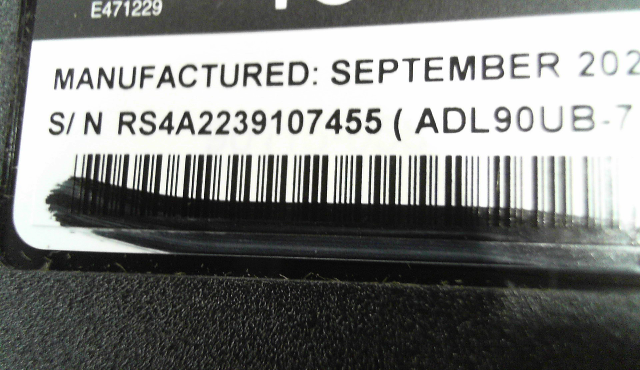 E471229
MANUFACTURED: SEPTEMBER 202
S/ N RS4A2239107455 ( ADL90UB-7